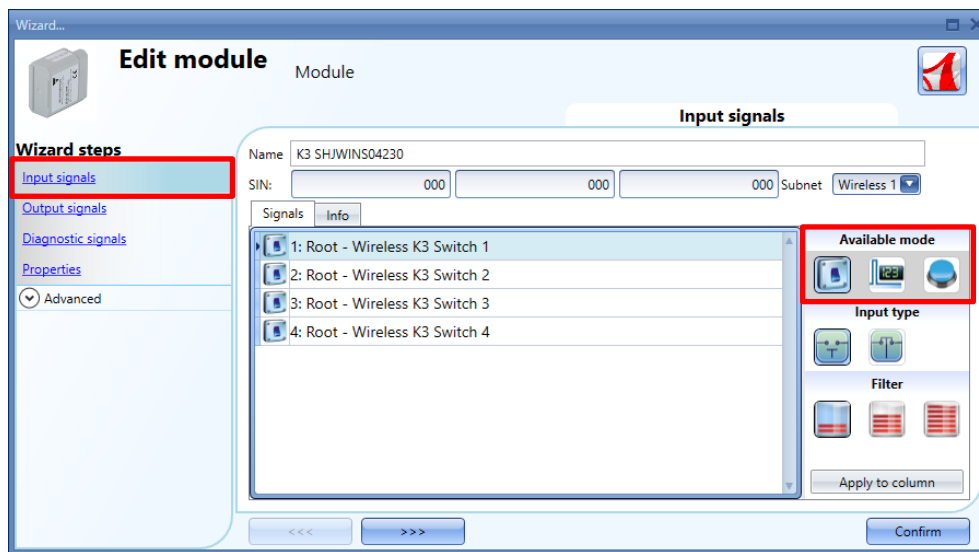 Wizard...
Edit module
Module
Input signals
Wizard steps
Input signals
Output signals
Diagnostic signals
Properties
Advanced
Name K3 SHJWINS04230
SIN: 000 000 000 Subnet Wireless 1
Signals Info
1: Root - Wireless K3 Switch 1
2: Root - Wireless K3 Switch 2
3: Root - Wireless K3 Switch 3
4: Root - Wireless K3 Switch 4
Available mode
123
Input type
Filter
Apply to column
<<< >>> Confirm